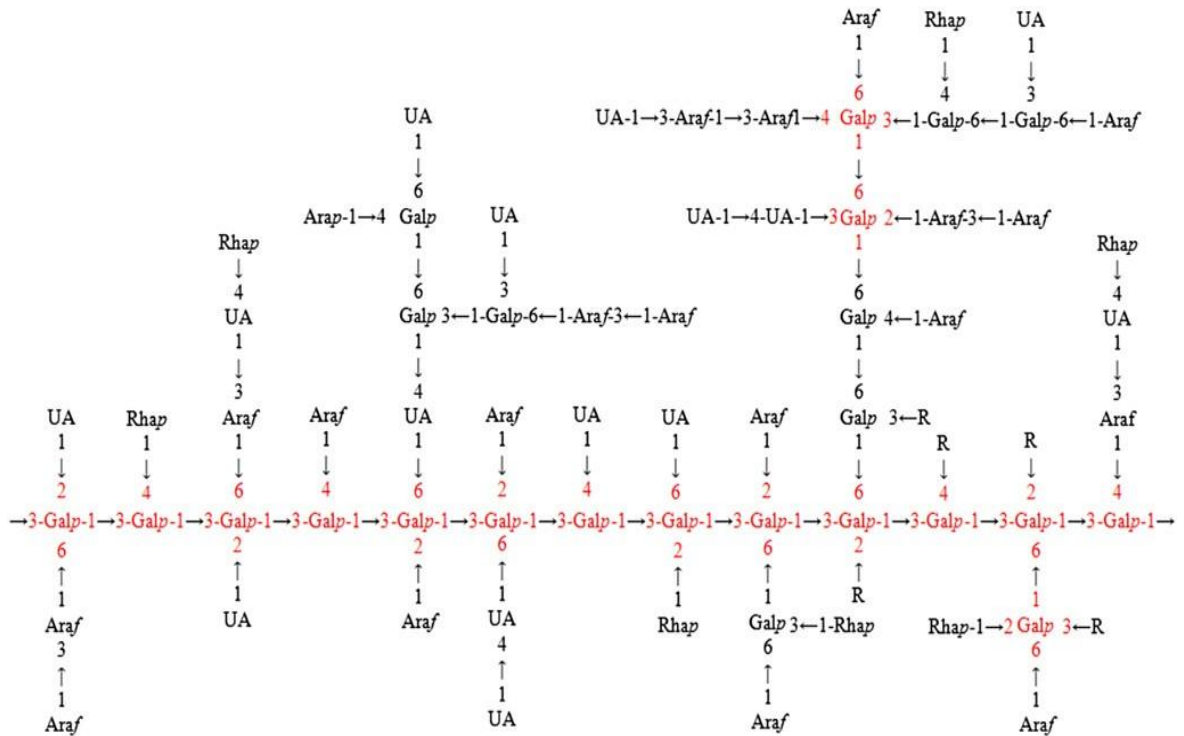 Araf Rhap UA
1 1 1
↓ ↓ ↓
6 4 3
UA UA-1→3-Araf-1→3-Araf1→4 Galp 3←1-Galp-6←1-Galp-6←1-Araf
1 1
↓ ↓
6 6
Arap-1→4 Galp UA UA-1→4-UA-1→3Galp 2←1-Araf-3←1-Araf
Rhap 1 1 1 Rhap
↓ ↓ ↓ ↓ ↓
4 6 3 6 4
UA Galp 3←1-Galp-6←1-Araf-3←1-Araf Galp 4←1-Araf UA
1 1 1 1
↓ ↓ ↓ ↓
3 4 6 3
UA Rhap Araf Araf UA Araf UA UA Araf Galp 3←R Araf
1 1 1 1 1 1 1 1 1 1 R R 1
↓ ↓ ↓ ↓ ↓ ↓ ↓ ↓ ↓ ↓ ↓ ↓ ↓
2 4 6 4 6 2 4 6 2 6 4 2 4
→3-Galp-1→3-Galp-1→3-Galp-1→3-Galp-1→3-Galp-1→3-Galp-1→3-Galp-1→3-Galp-1→3-Galp-1→3-Galp-1→3-Galp-1→3-Galp-1→3-Galp-1→
6 2 2 6 2 6 2 6
↑ ↑ ↑ ↑ ↑ ↑ ↑ ↑
1 1 1 1 1 1 R 1
Araf UA Araf UA Rhap Galp 3←1-Rhap Rhap-1→2 Galp 3←R
3 4 6 6
↑ ↑ ↑ ↑
1 1 1 1
Araf UA Araf Araf